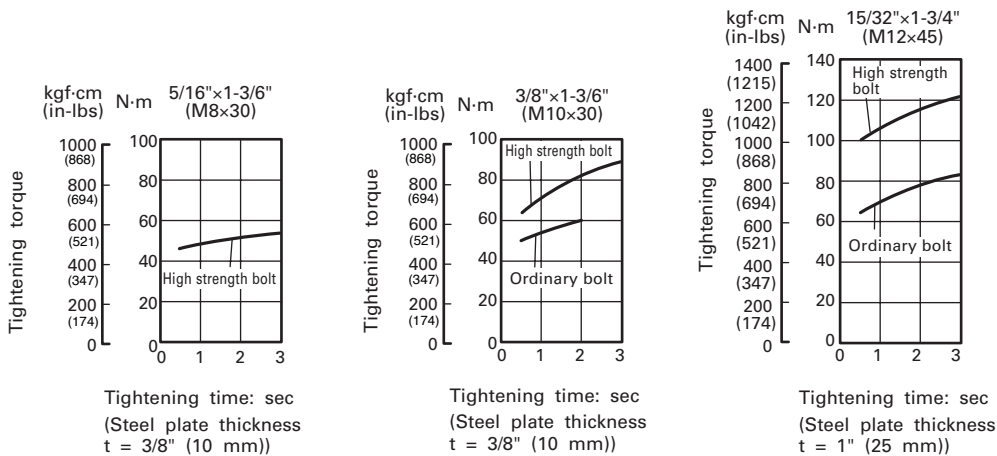 kgf·cm
(in-lbs)
N·m
5/16"×1-3/6"
(M8×30)
Tightening torque
1000
(868)
800
(694)
600
(521)
400
(347)
200
(174)
0
100
80
60
40
20
0
High strength bolt
0 1 2 3
Tightening time: sec
(Steel plate thickness
t = 3/8" (10 mm))
kgf·cm
(in-lbs)
N·m
3/8"×1-3/6"
(M10×30)
Tightening torque
1000
(868)
800
(694)
600
(521)
400
(347)
200
(174)
0
100
80
60
40
20
0
High strength bolt
Ordinary bolt
0 1 2 3
Tightening time: sec
(Steel plate thickness
t = 3/8" (10 mm))
kgf·cm
(in-lbs)
N·m
15/32"×1-3/4"
(M12×45)
Tightening torque
1400
(1215)
1200
(1042)
1000
(868)
800
(694)
600
(521)
400
(347)
200
(174)
0
140
120
100
80
60
40
20
0
High strength
bolt
Ordinary bolt
0 1 2 3
Tightening time: sec
(Steel plate thickness
t = 1" (25 mm))